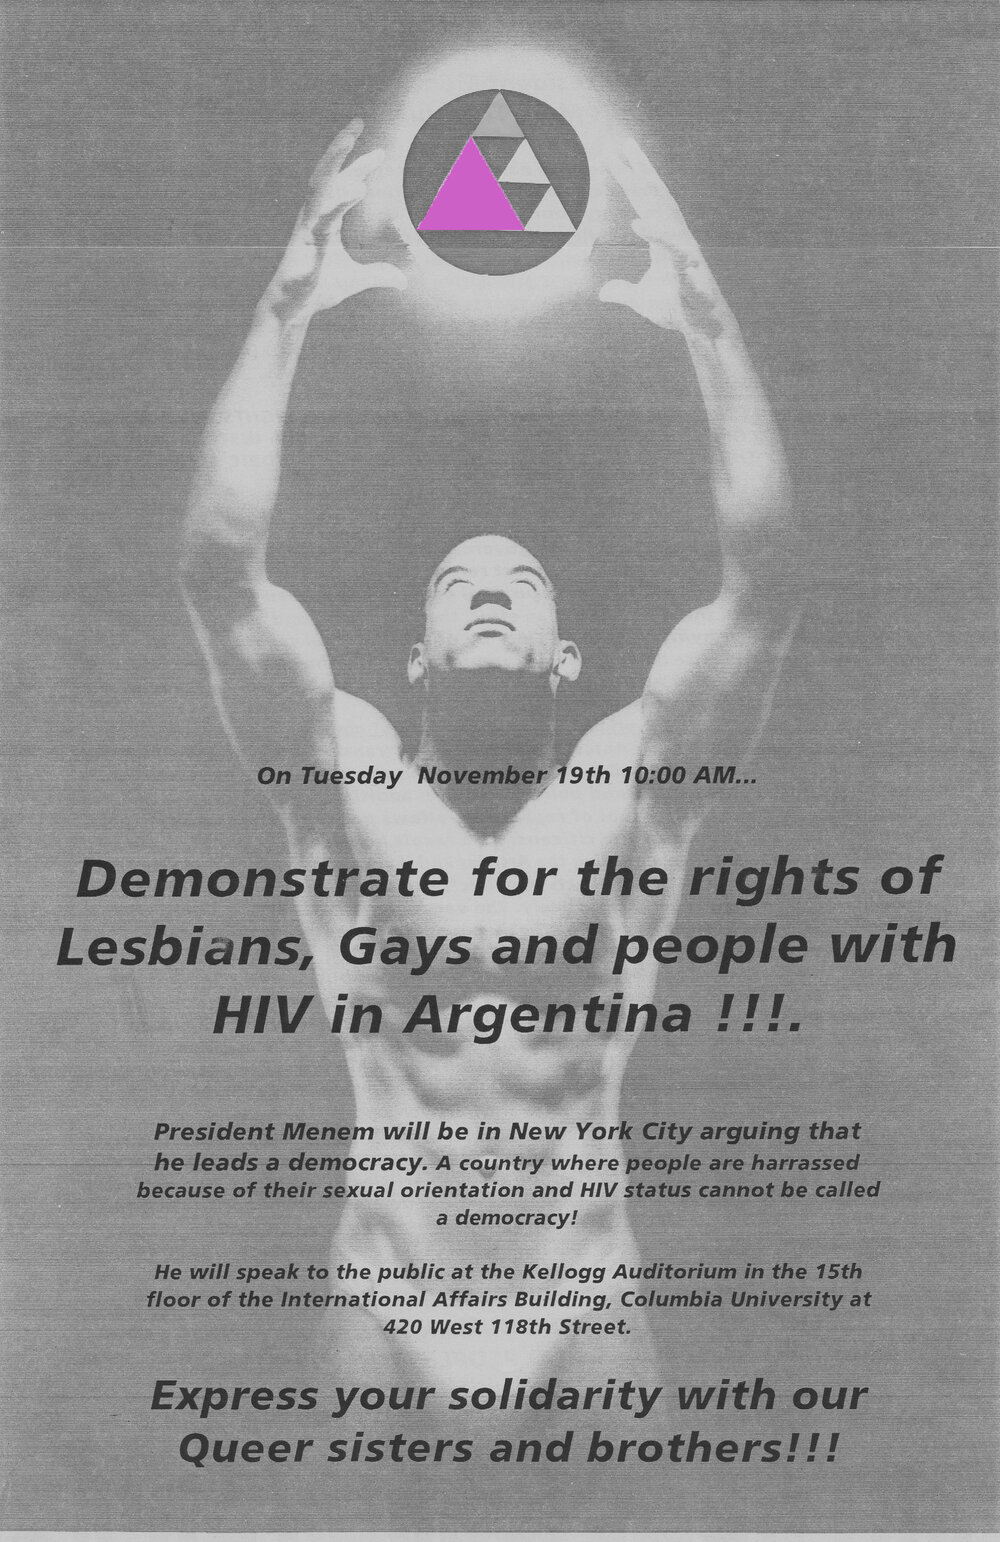 On Tuesday  November 19th 10:00 AM...
Demonstrate for the rights of
Lesbians, Gays and people with
HIV in Argentina !!!.
President Menem will be in New York City arguing that
he leads a democracy. A country where people are harrassed
because of their sexual orientation and HIV status cannot be called
a democracy!
He will speak to the public at the Kellogg Auditorium in the 15th
floor of the International Affairs Building, Columbia University at
420 West 118th Street.
Express your solidarity with our
Queer sisters and brothers!!!